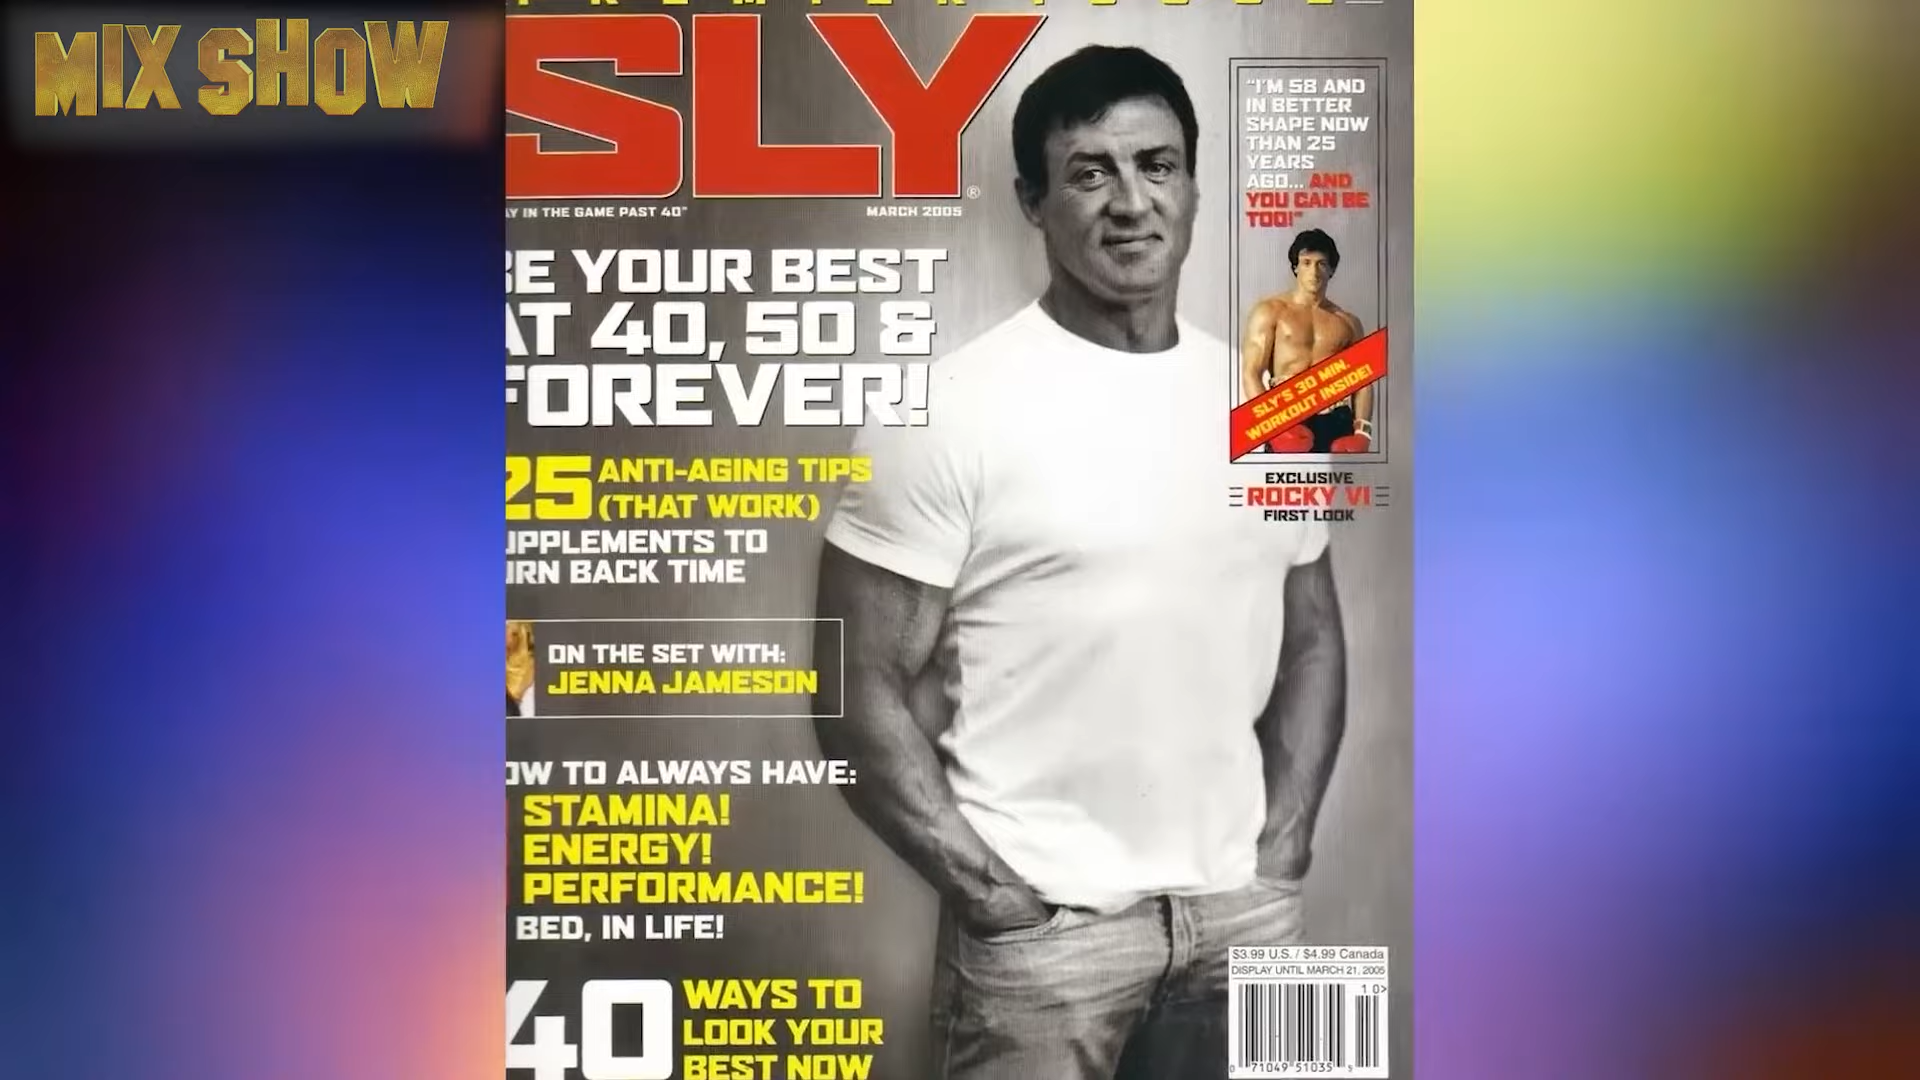 MIX SHOW
SLY
®
IN THE GAME PAST 40"
MARCH 2005
"I'M 58 AND
IN BETTER
SHAPE NOW
THAN 25
YEARS
AGO... AND
YOU CAN BE
TOO!"
SLY'S 30 MIN.
WORKOUT INSIDE!
EXCLUSIVE
ROCKY VI
FIRST LOOK
BE YOUR BEST
AT 40, 50 &
FOREVER!
25 ANTI-AGING TIPS
(THAT WORK)
UPPLEMENTS TO
URN BACK TIME
ON THE SET WITH:
JENNA JAMESON
OW TO ALWAYS HAVE:
STAMINA!
ENERGY!
PERFORMANCE!
BED, IN LIFE!
40 WAYS TO
LOOK YOUR
BEST NOW
$3.99 U.S. / $4.99 Canada
DISPLAY UNTIL MARCH 21, 2005
10>
0 71049 51035 9